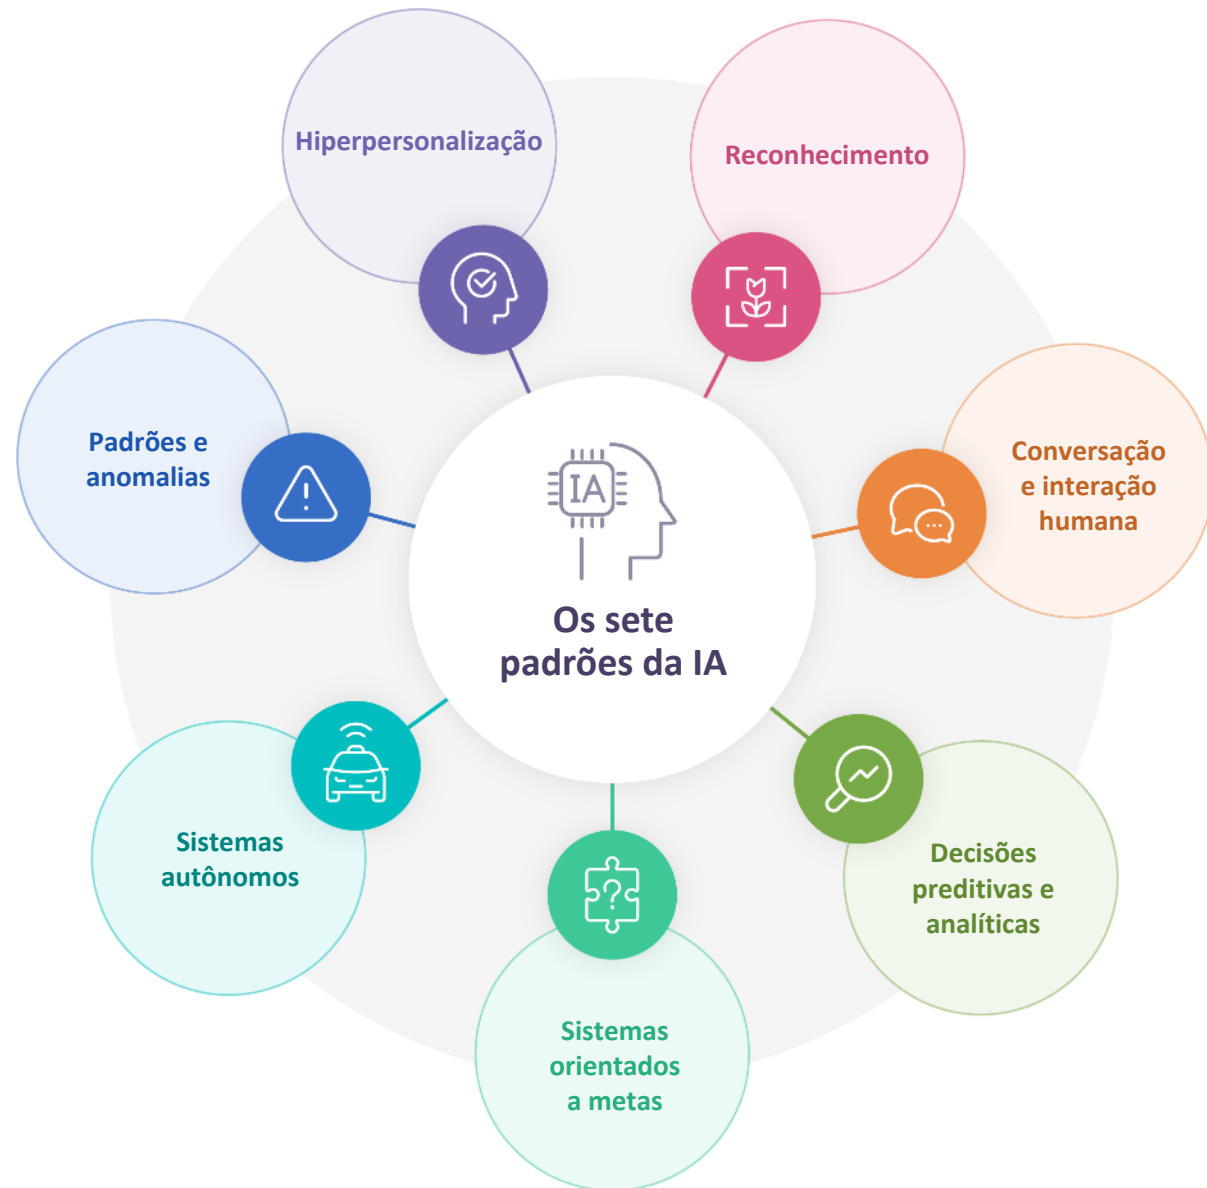 Hiperpersonalização
Reconhecimento
Padrões e
anomalias
Conversação
e interação
humana
IA
Os sete
padrões da IA
Sistemas
autônomos
Decisões
preditivas e
analíticas
?
Sistemas
orientados
a metas